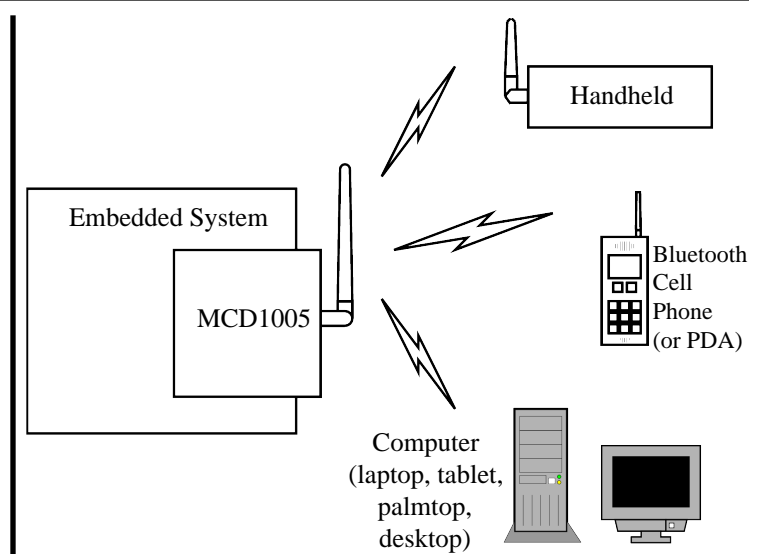 Handheld
Embedded System
MCD1005
Bluetooth
Cell
Phone
(or PDA)
Computer
(laptop, tablet,
palmtop,
desktop)